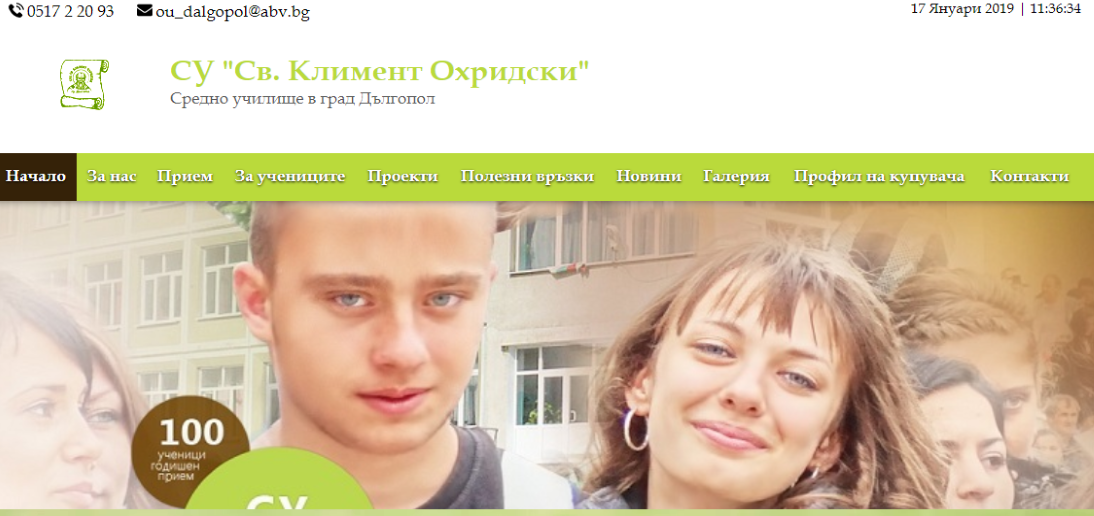 0517 2 20 93 ou_dalgopol@abv.bg 17 Януари 2019 | 11:36:34
СУ "Св. Климент Охридски"
Средно училище в град Дългопол
Начало За нас Прием За учениците Проекти Полезни връзки Новини Галерия Профил на купувача Контакти
100
ученици
годишен
прием
СУ